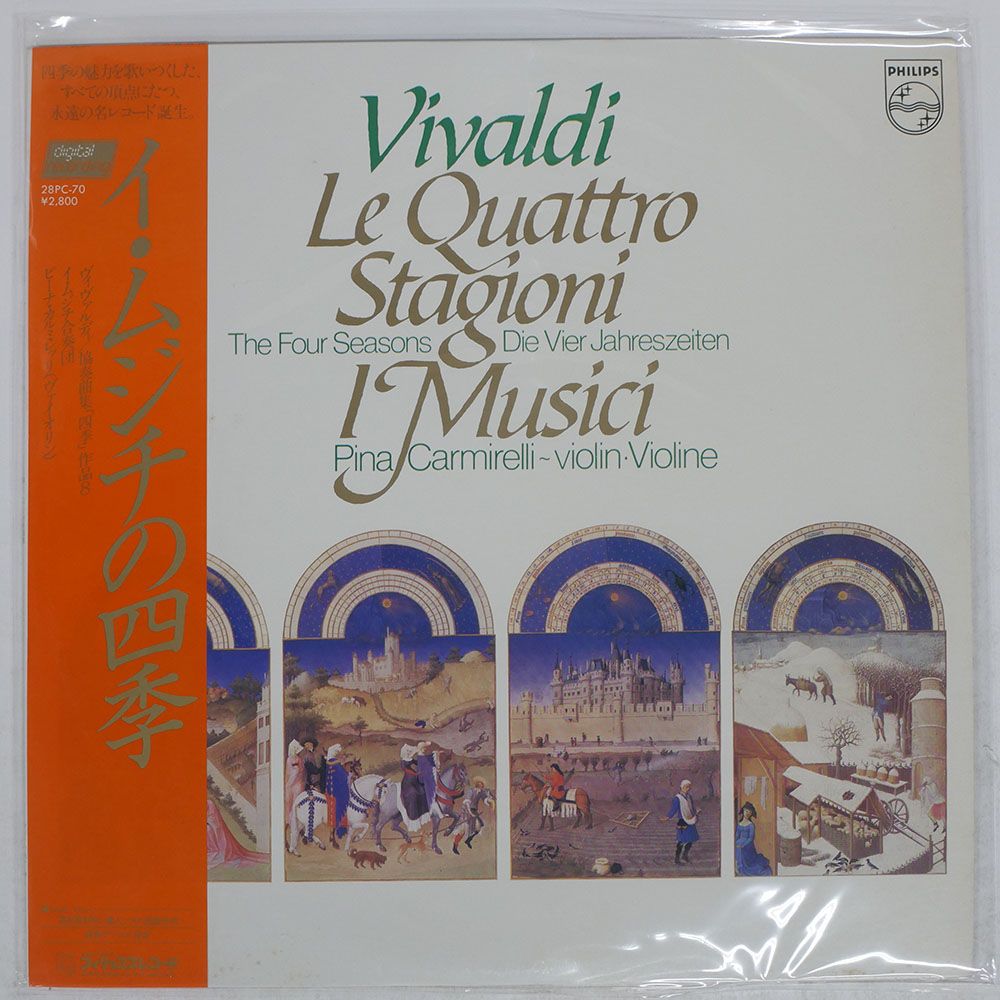 四季の魅力を歌いつくした、
すべての頂点にたつ、
永遠の名レコード誕生。
digital
28PC-70
¥2,800
イ・ムジチの四季
ヴィヴァルディ/協奏曲集「四季」作品8
イ・ムジチ合奏団
ピーナ・カルミレッリ(ヴァイオリン)
PHILIPS
Vivaldi
Le Quattro
Stagioni
The Four Seasons Die Vier Jahreszeiten
I Musici
Pina Carmirelli~violin·Violine